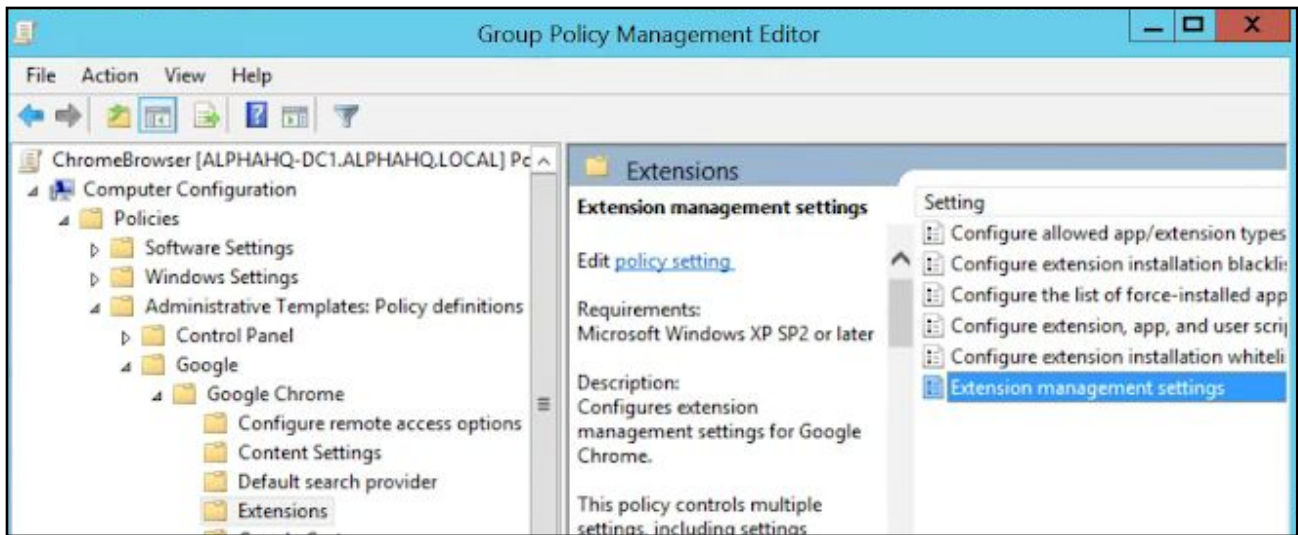 Group Policy Management Editor
File Action View Help
ChromeBrowser [ALPHAHQ-DC1.ALPHAHQ.LOCAL] Pc
Computer Configuration
Policies
Software Settings
Windows Settings
Administrative Templates: Policy definitions
Control Panel
Google
Google Chrome
Configure remote access options
Content Settings
Default search provider
Extensions
Extensions
Extension management settings
Edit policy setting
Requirements:
Microsoft Windows XP SP2 or later
Description:
Configures extension
management settings for Google
Chrome.
This policy controls multiple
settings, including settings
Setting
Configure allowed app/extension types
Configure extension installation blacklis
Configure the list of force-installed app
Configure extension, app, and user scrip
Configure extension installation whiteli
Extension management settings